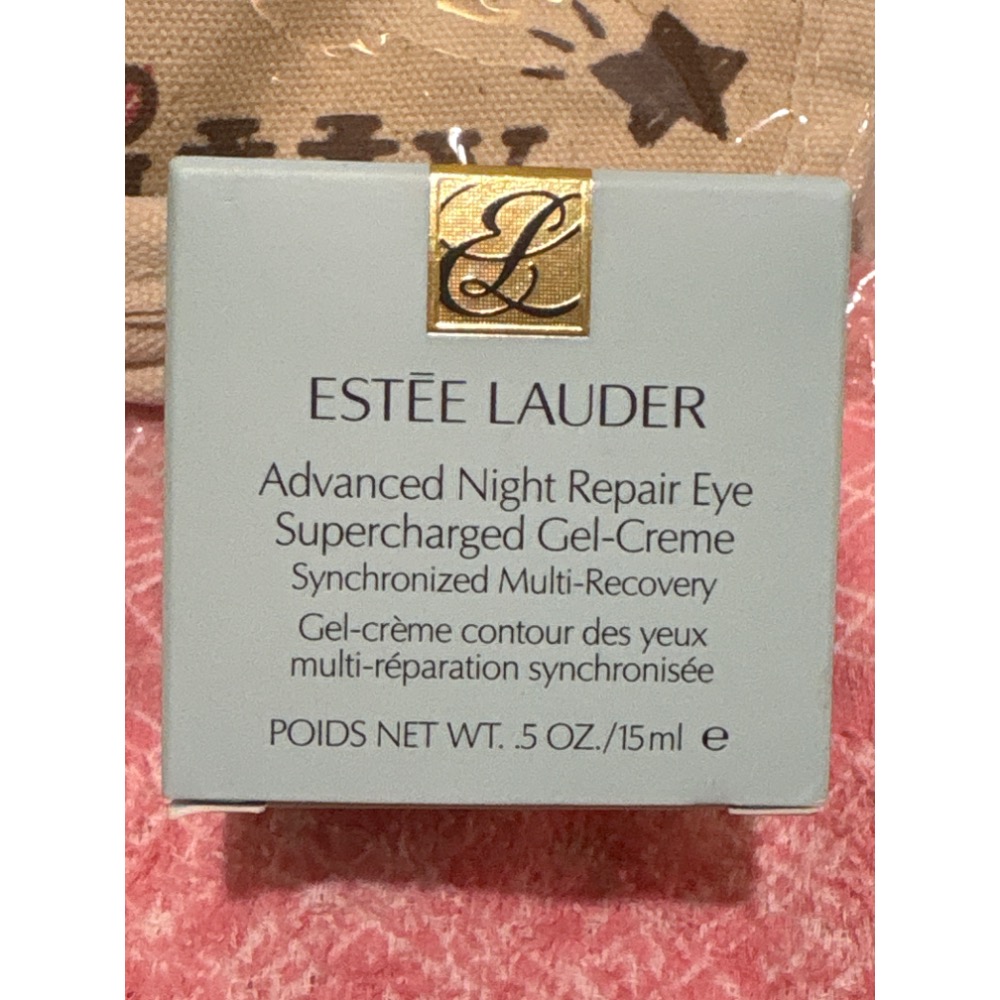 EL
ESTĒE LAUDER
Advanced Night Repair Eye
Supercharged Gel-Creme
Synchronized Multi-Recovery
Gel-crème contour des yeux
multi-réparation synchronisée
POIDS NET WT. .5 OZ./15ml ℮